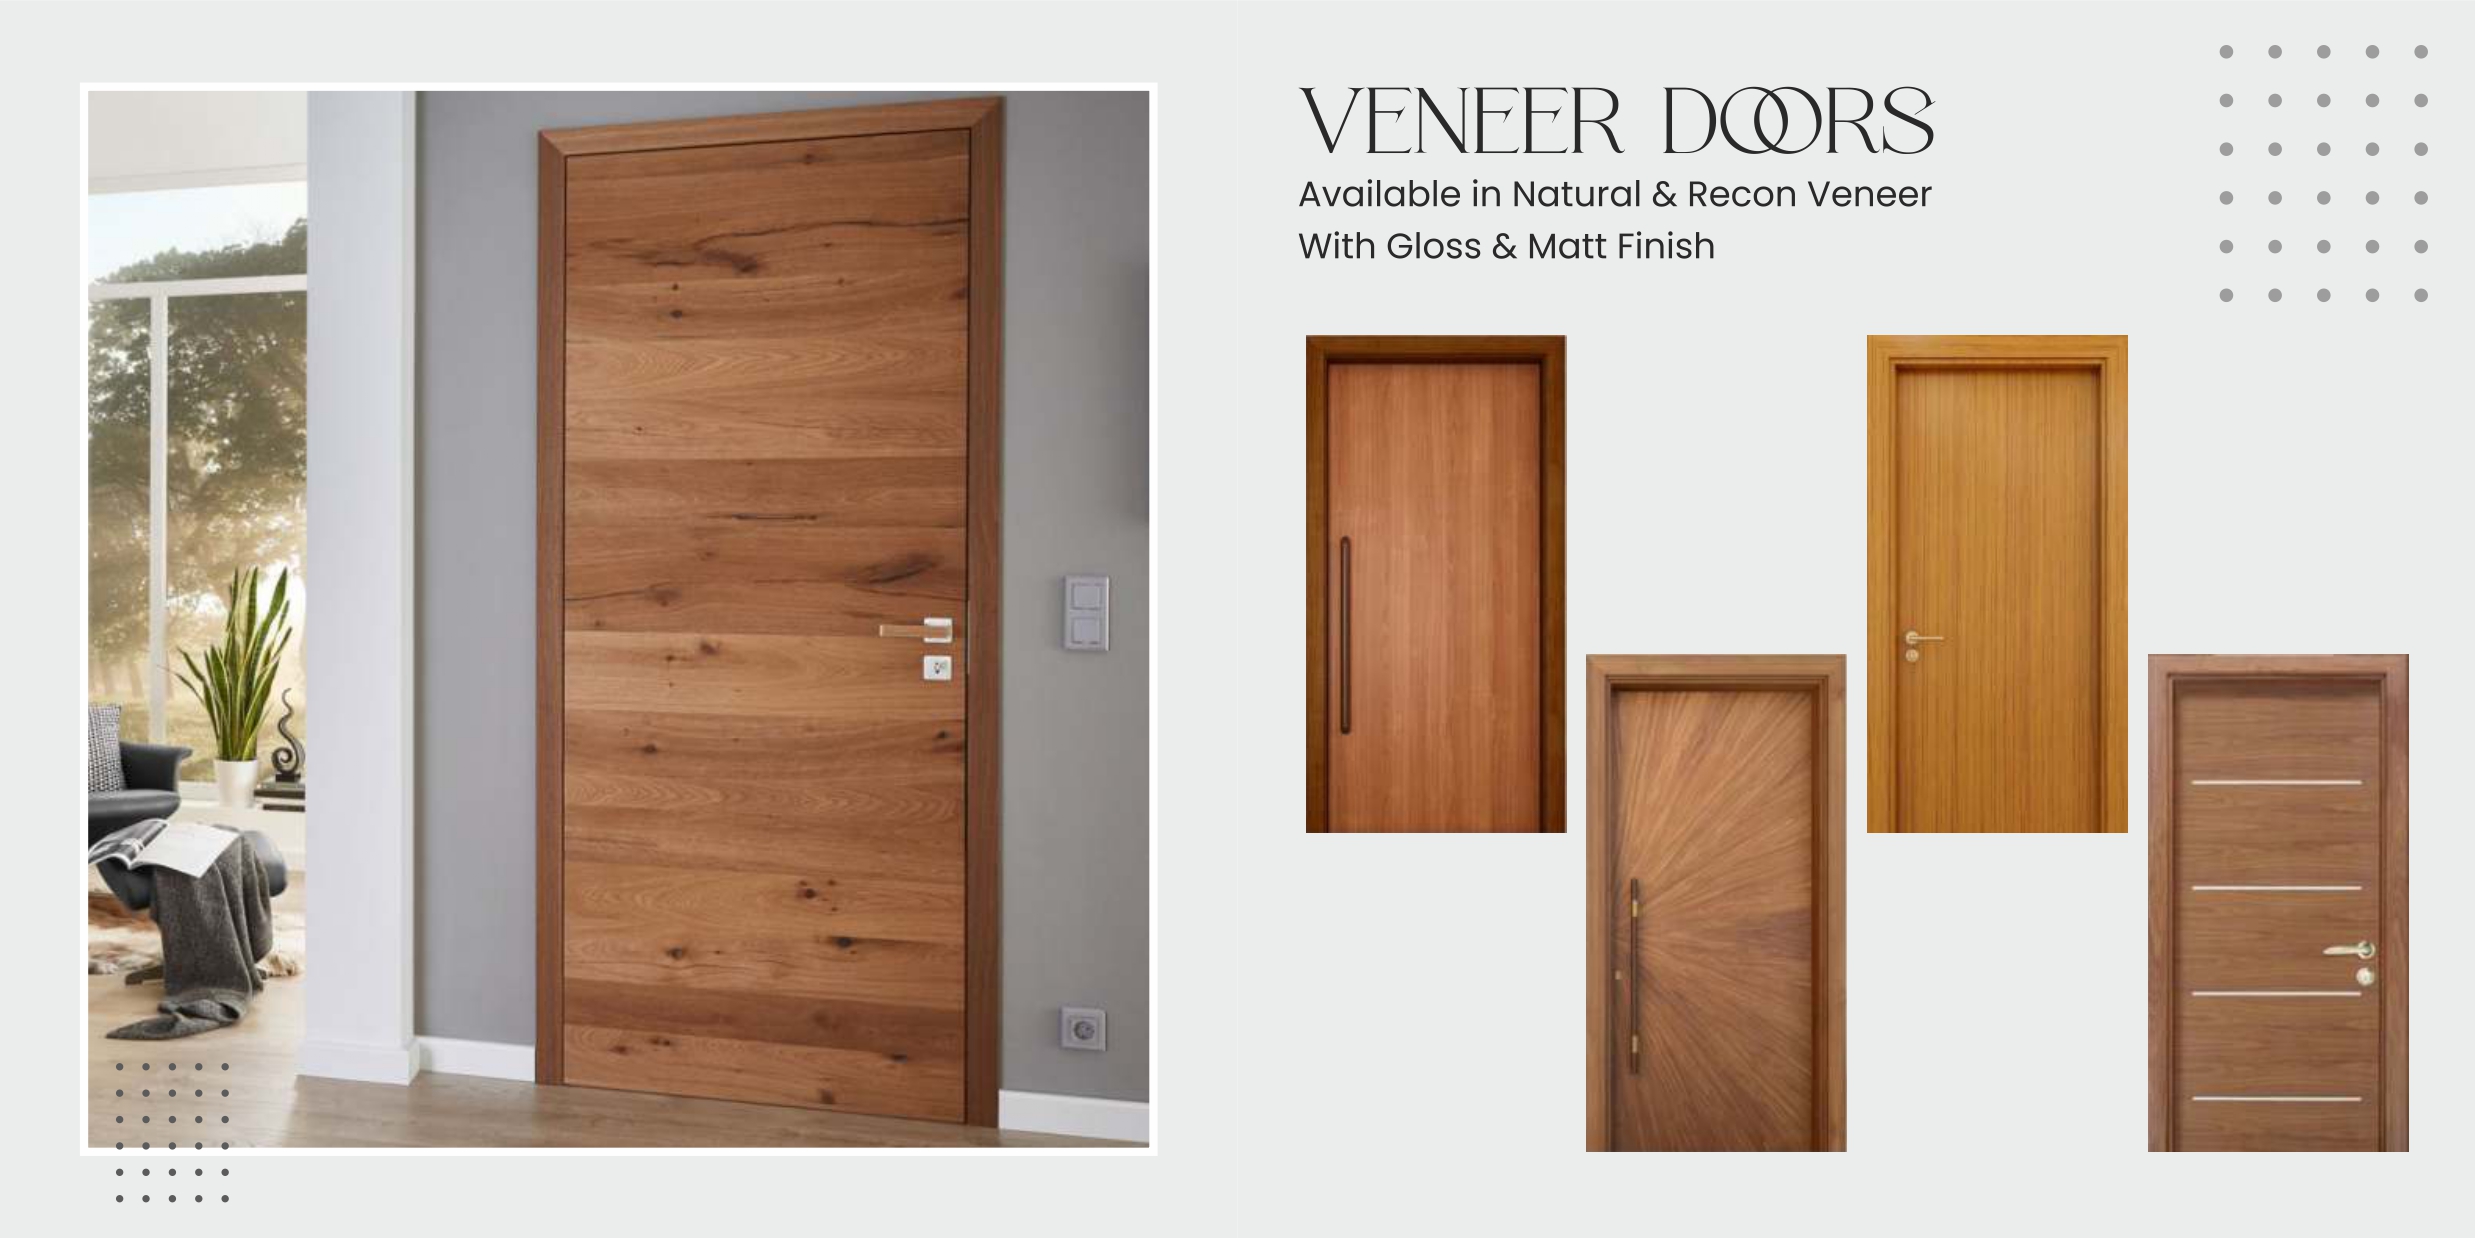 VENEER DOORS
Available in Natural & Recon Veneer
With Gloss & Matt Finish